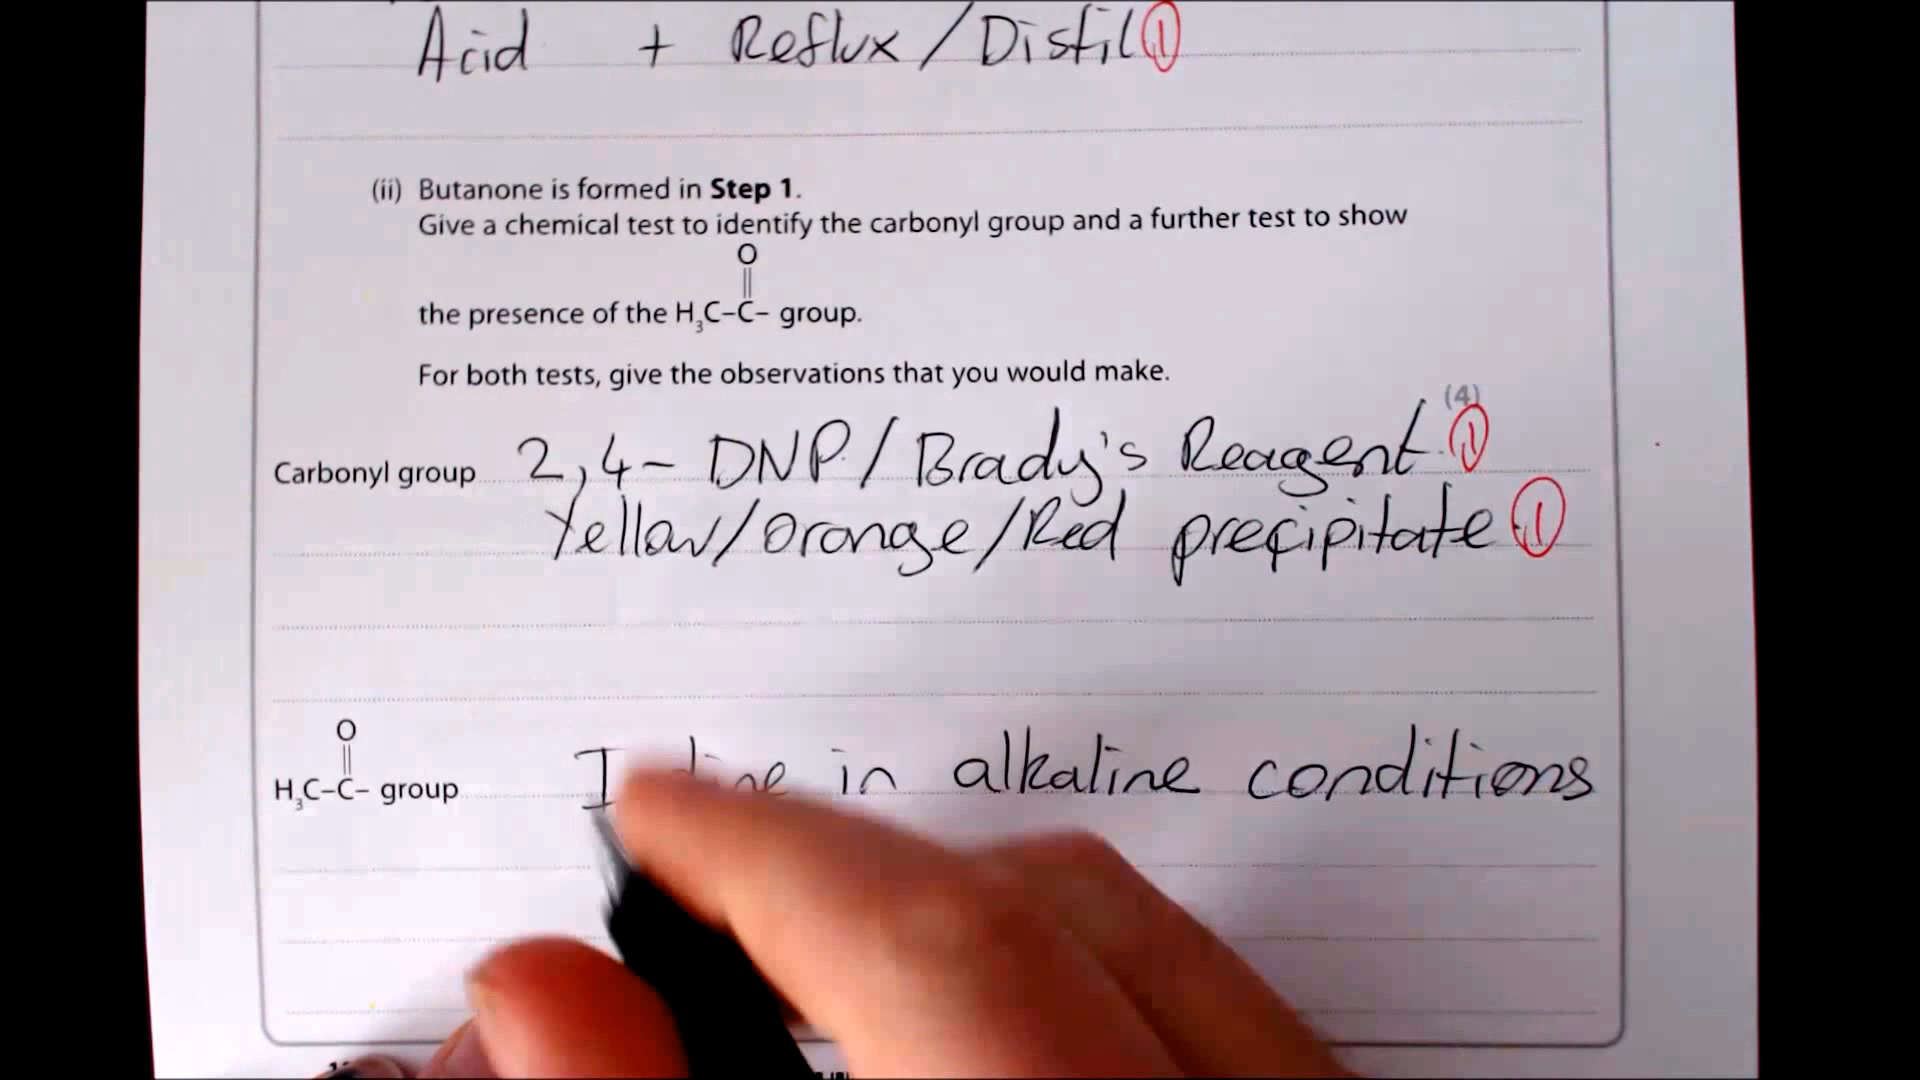 Acid + Reflux/Distil ①
(ii) Butanone is formed in Step 1.
Give a chemical test to identify the carbonyl group and a further test to show
O
the presence of the H₃C–C– group.
For both tests, give the observations that you would make.
(4)
Carbonyl group 2,4- DNP/Brady's Reagent ①
Yellow/Orange/Red precipitate ①
O
H₃C–C– group in alkaline conditions